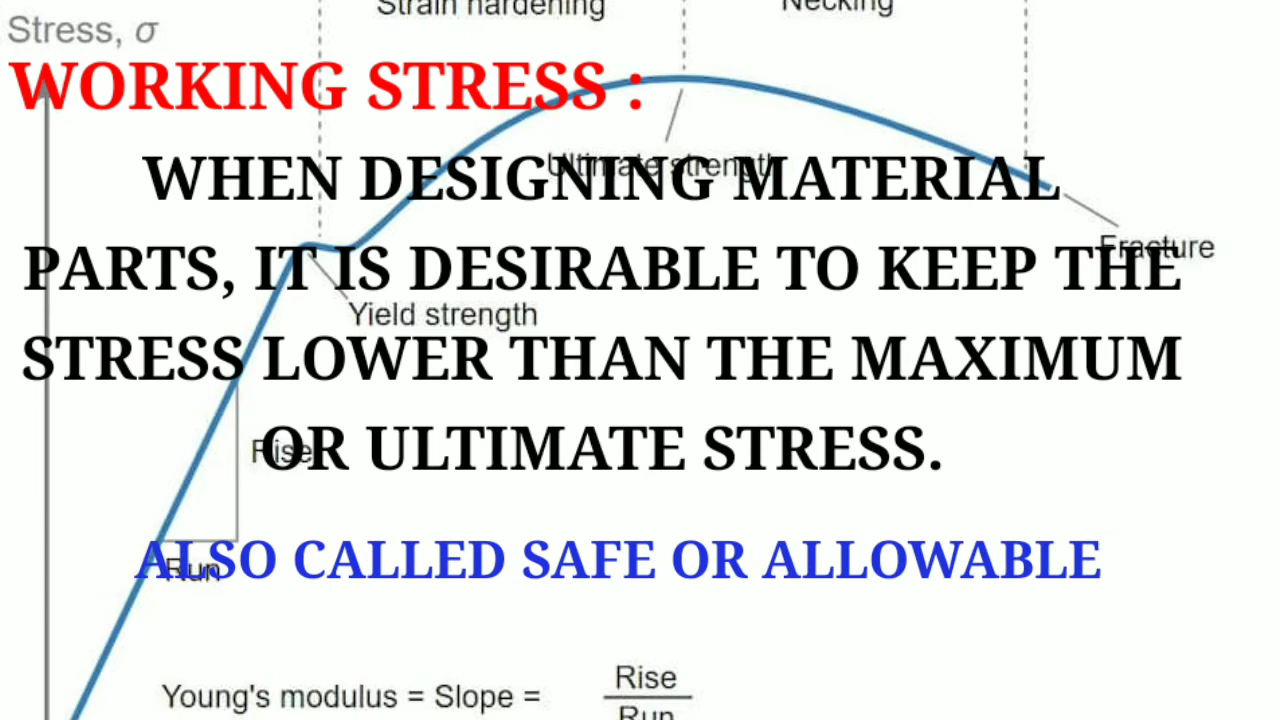 Strain hardening
Necking
Stress, σ
WORKING STRESS :
WHEN DESIGNING MATERIAL
Ultimate strength
PARTS, IT IS DESIRABLE TO KEEP THE
Fracture
Yield strength
STRESS LOWER THAN THE MAXIMUM
OR ULTIMATE STRESS.
Rise
ALSO CALLED SAFE OR ALLOWABLE
Run
Young's modulus = Slope =
Rise
Run